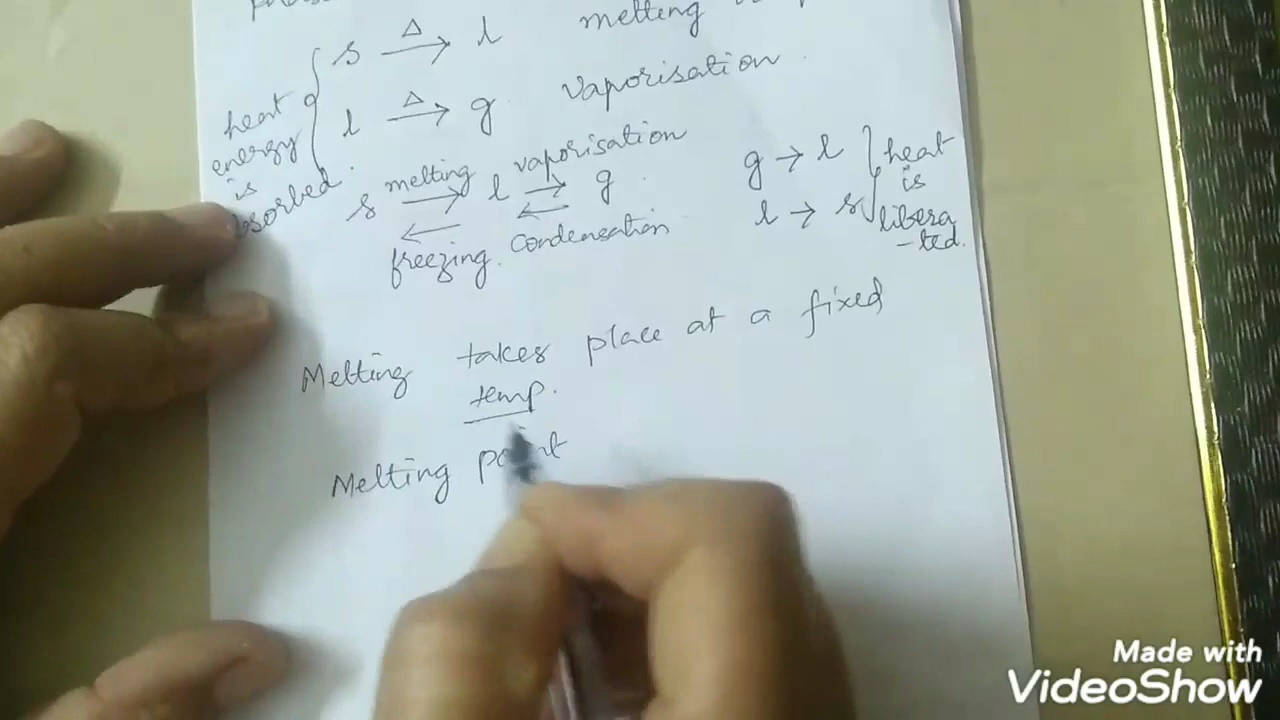 s Δ→ l melting
l Δ→ g vaporisation
heat energy is absorbed.
s melting → l vaporisation → g
← freezing. ← condensation
g → l
l → s
heat is libera
-ted.
Melting takes place at a fixed
temp.
Melting point
Made with
VideoShow